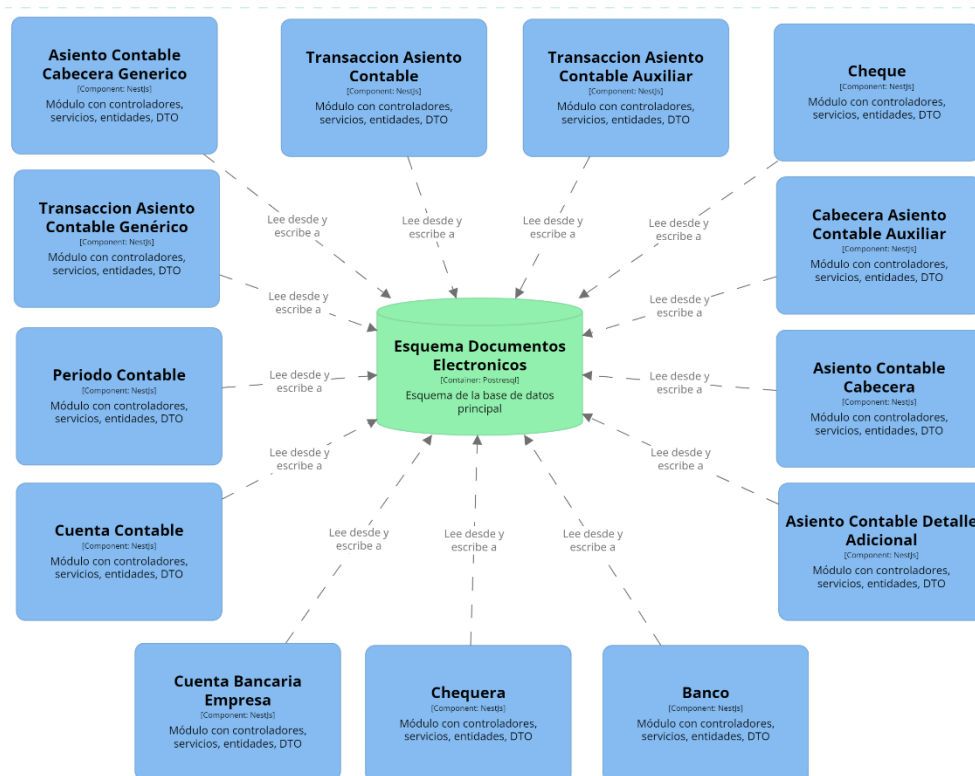 Asiento Contable
Cabecera Generico
[Component: NestJs]
Módulo con controladores,
servicios, entidades, DTO
Transaccion Asiento
Contable
[Component: NestJs]
Módulo con controladores,
servicios, entidades, DTO
Transaccion Asiento
Contable Auxiliar
[Component: NestJs]
Módulo con controladores,
servicios, entidades, DTO
Cheque
[Component: NestJs]
Módulo con controladores,
servicios, entidades, DTO
Transaccion Asiento
Contable Genérico
[Component: NestJs]
Módulo con controladores,
servicios, entidades, DTO
Lee desde y
escribe a
Lee desde y
escribe a
Lee desde y
escribe a
Lee desde y
escribe a
Cabecera Asiento
Contable Auxiliar
[Component: NestJs]
Módulo con controladores,
servicios, entidades, DTO
Lee desde y
escribe a
Lee desde y
escribe a
Periodo Contable
[Component: NestJs]
Módulo con controladores,
servicios, entidades, DTO
Lee desde y
escribe a
Esquema Documentos
Electronicos
[Container: Postresql]
Esquema de la base de datos
principal
Lee desde y
escribe a
Asiento Contable
Cabecera
[Component: NestJs]
Módulo con controladores,
servicios, entidades, DTO
Lee desde y
escribe a
Lee desde y
escribe a
Cuenta Contable
[Component: NestJs]
Módulo con controladores,
servicios, entidades, DTO
Lee desde y
escribe a
Lee desde y
escribe a
Lee desde y
escribe a
Asiento Contable Detalle
Adicional
[Component: NestJs]
Módulo con controladores,
servicios, entidades, DTO
Cuenta Bancaria
Empresa
[Component: NestJs]
Módulo con controladores,
servicios, entidades, DTO
Chequera
[Component: NestJs]
Módulo con controladores,
servicios, entidades, DTO
Banco
[Component: NestJs]
Módulo con controladores,
servicios, entidades, DTO